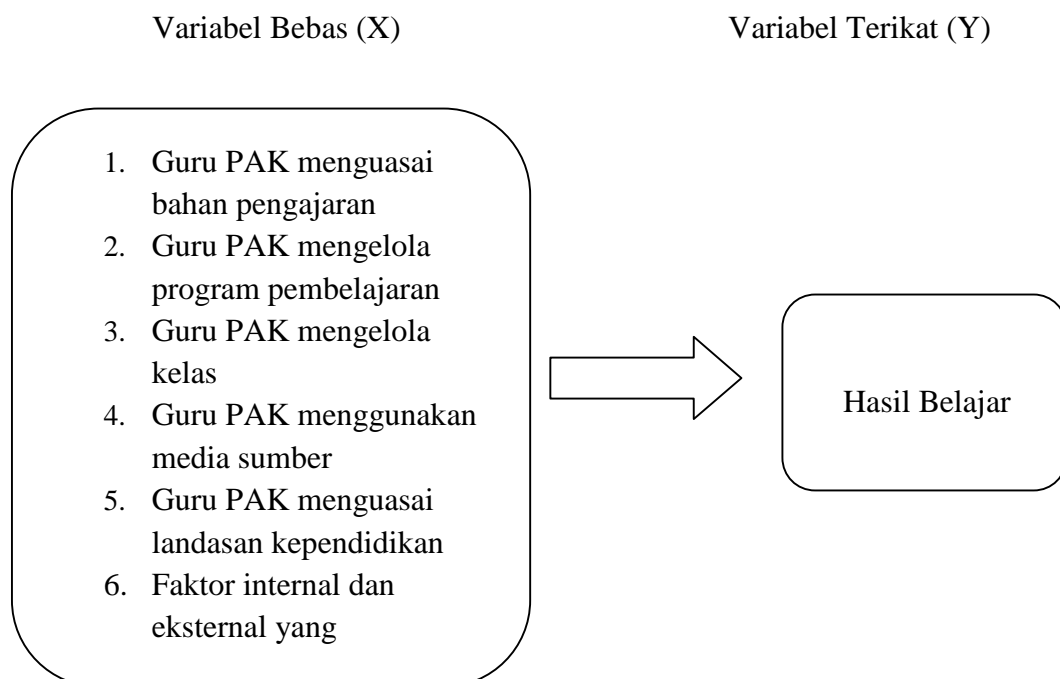 Variabel Bebas (X)
Variabel Terikat (Y)
1. Guru PAK menguasai
bahan pengajaran
2. Guru PAK mengelola
program pembelajaran
3. Guru PAK mengelola
kelas
4. Guru PAK menggunakan
media sumber
5. Guru PAK menguasai
landasan kependidikan
6. Faktor internal dan
eksternal yang
Hasil Belajar